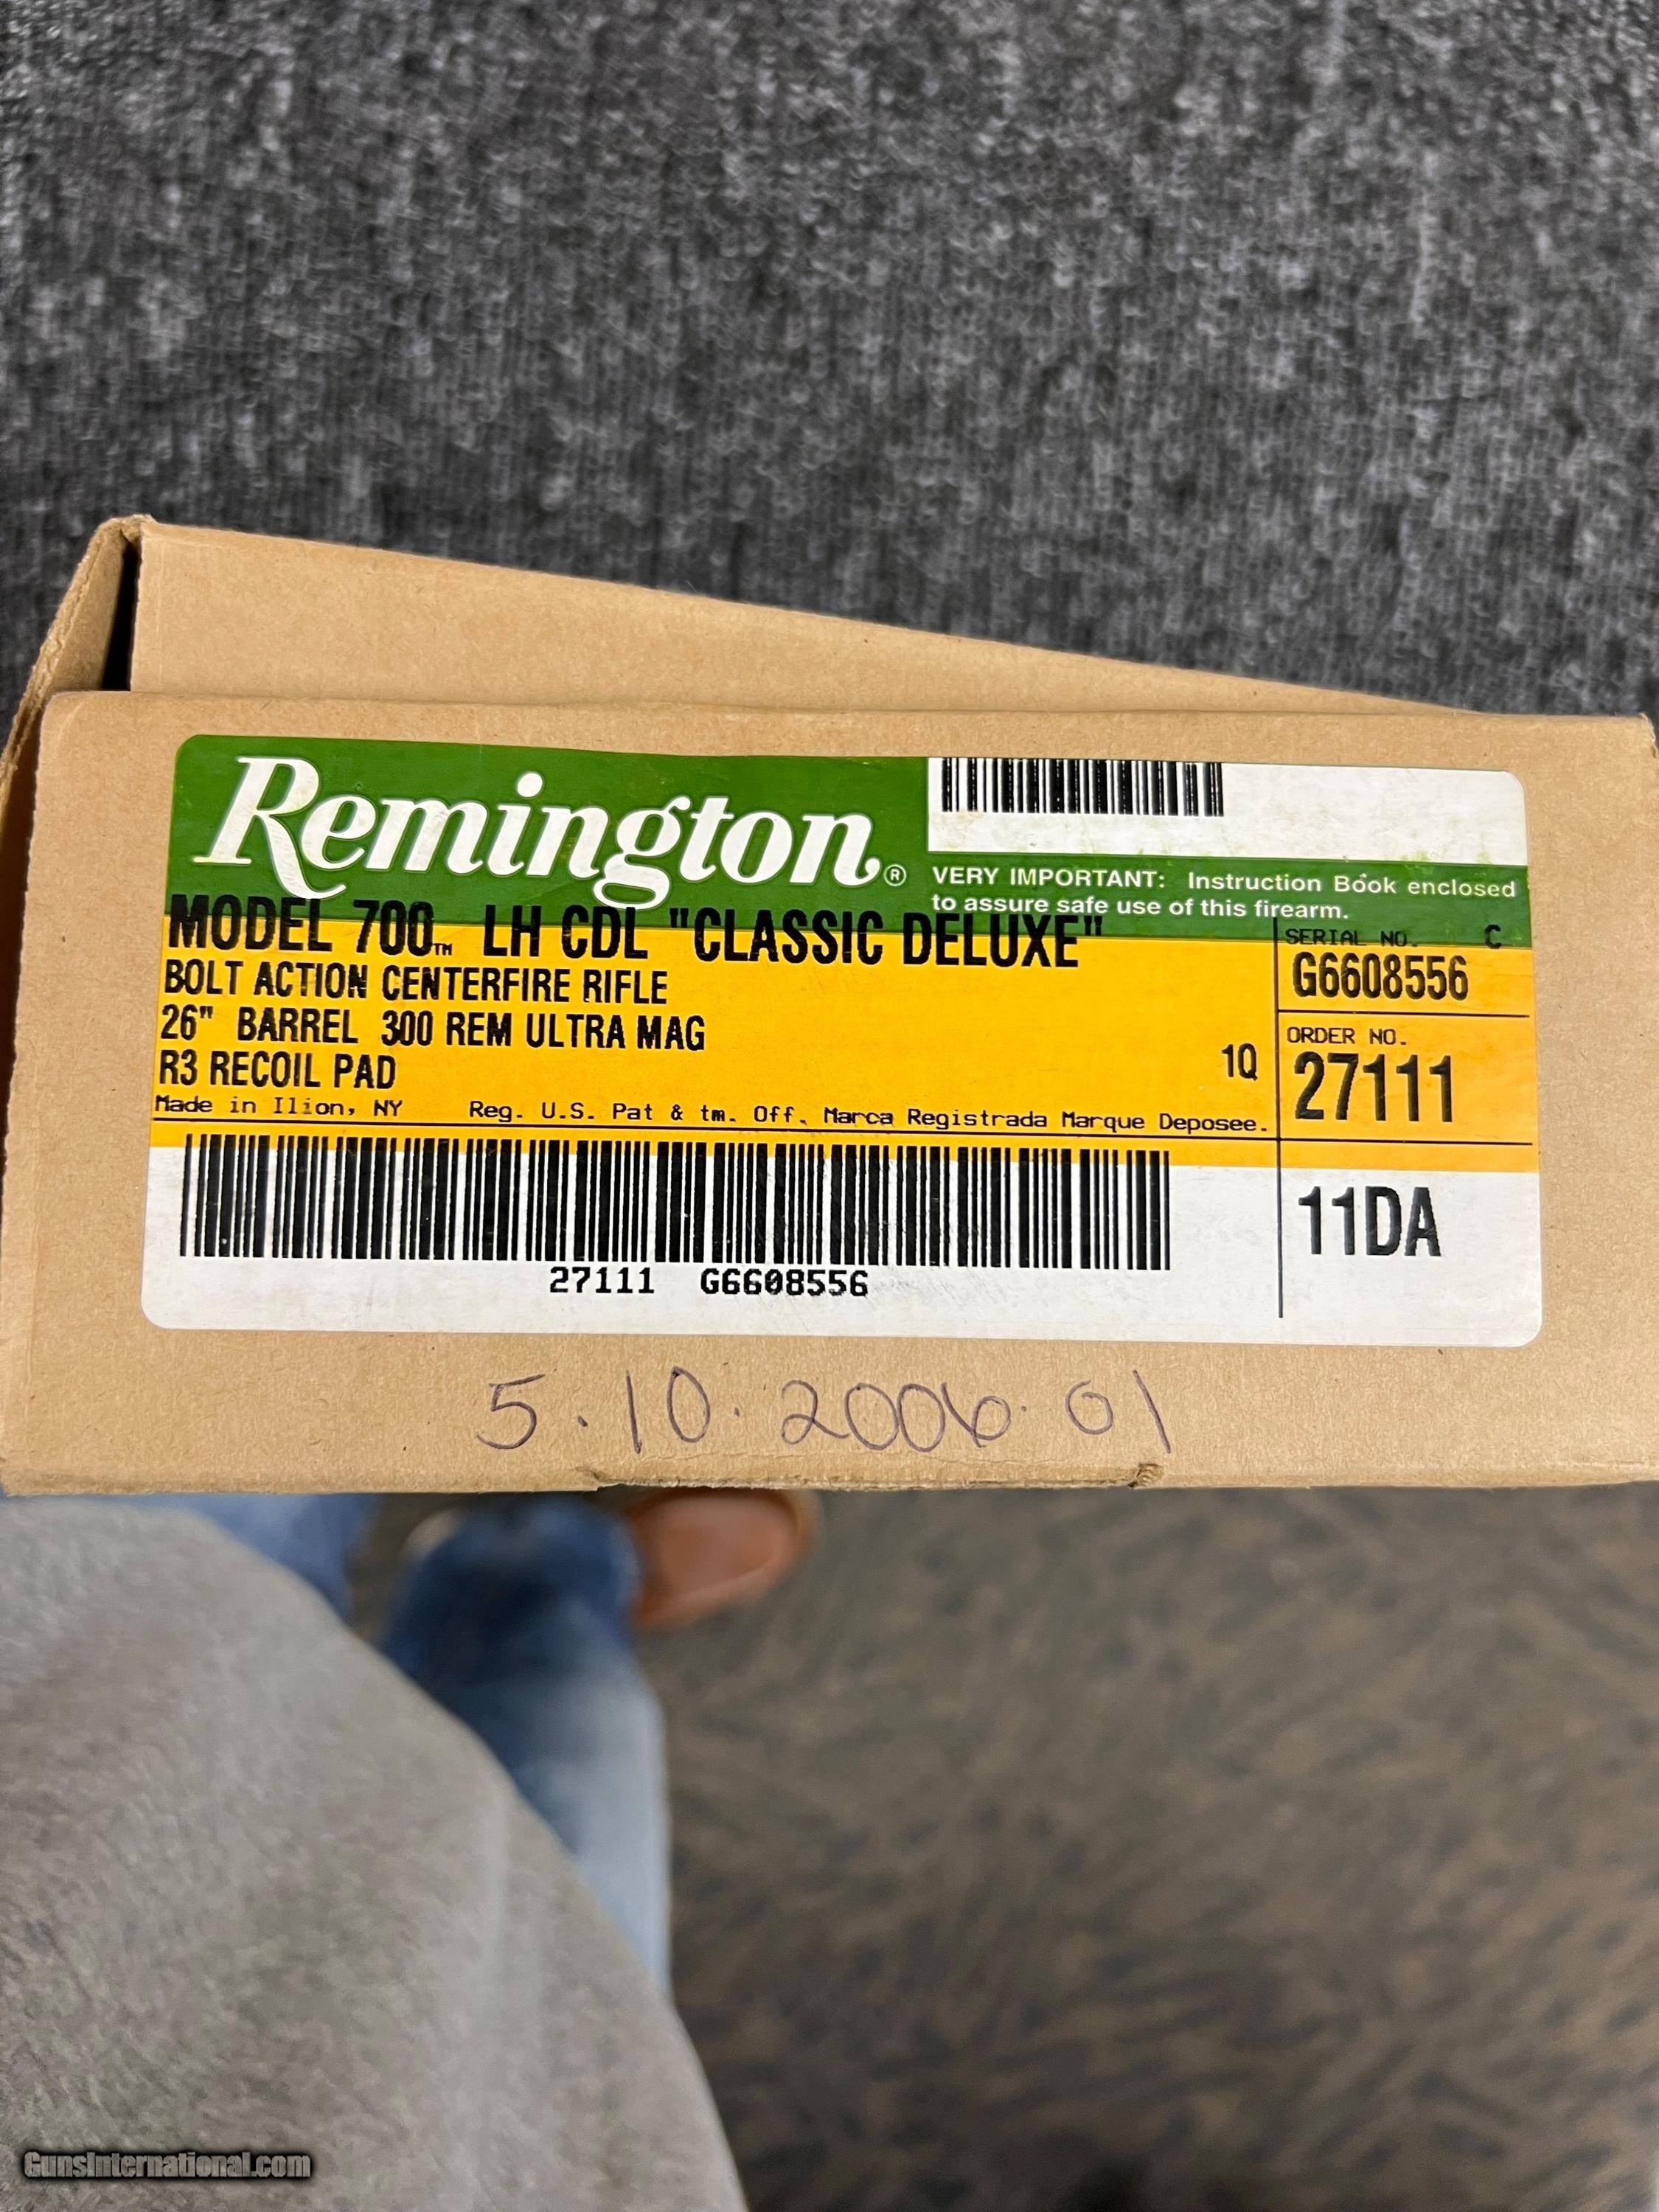 Remington®
VERY IMPORTANT: Instruction Book enclosed
to assure safe use of this firearm.
MODEL 700™ LH CDL "CLASSIC DELUXE"
BOLT ACTION CENTERFIRE RIFLE
26" BARREL 300 REM ULTRA MAG
R3 RECOIL PAD
1Q
Made in Ilion, NY Reg. U.S. Pat & tm. Off. Marca Registrada Marque Deposee.
SERIAL NO. C
G6608556
ORDER NO.
27111
11DA
27111 G6608556
5.10.2006.01
GunsInternational.com